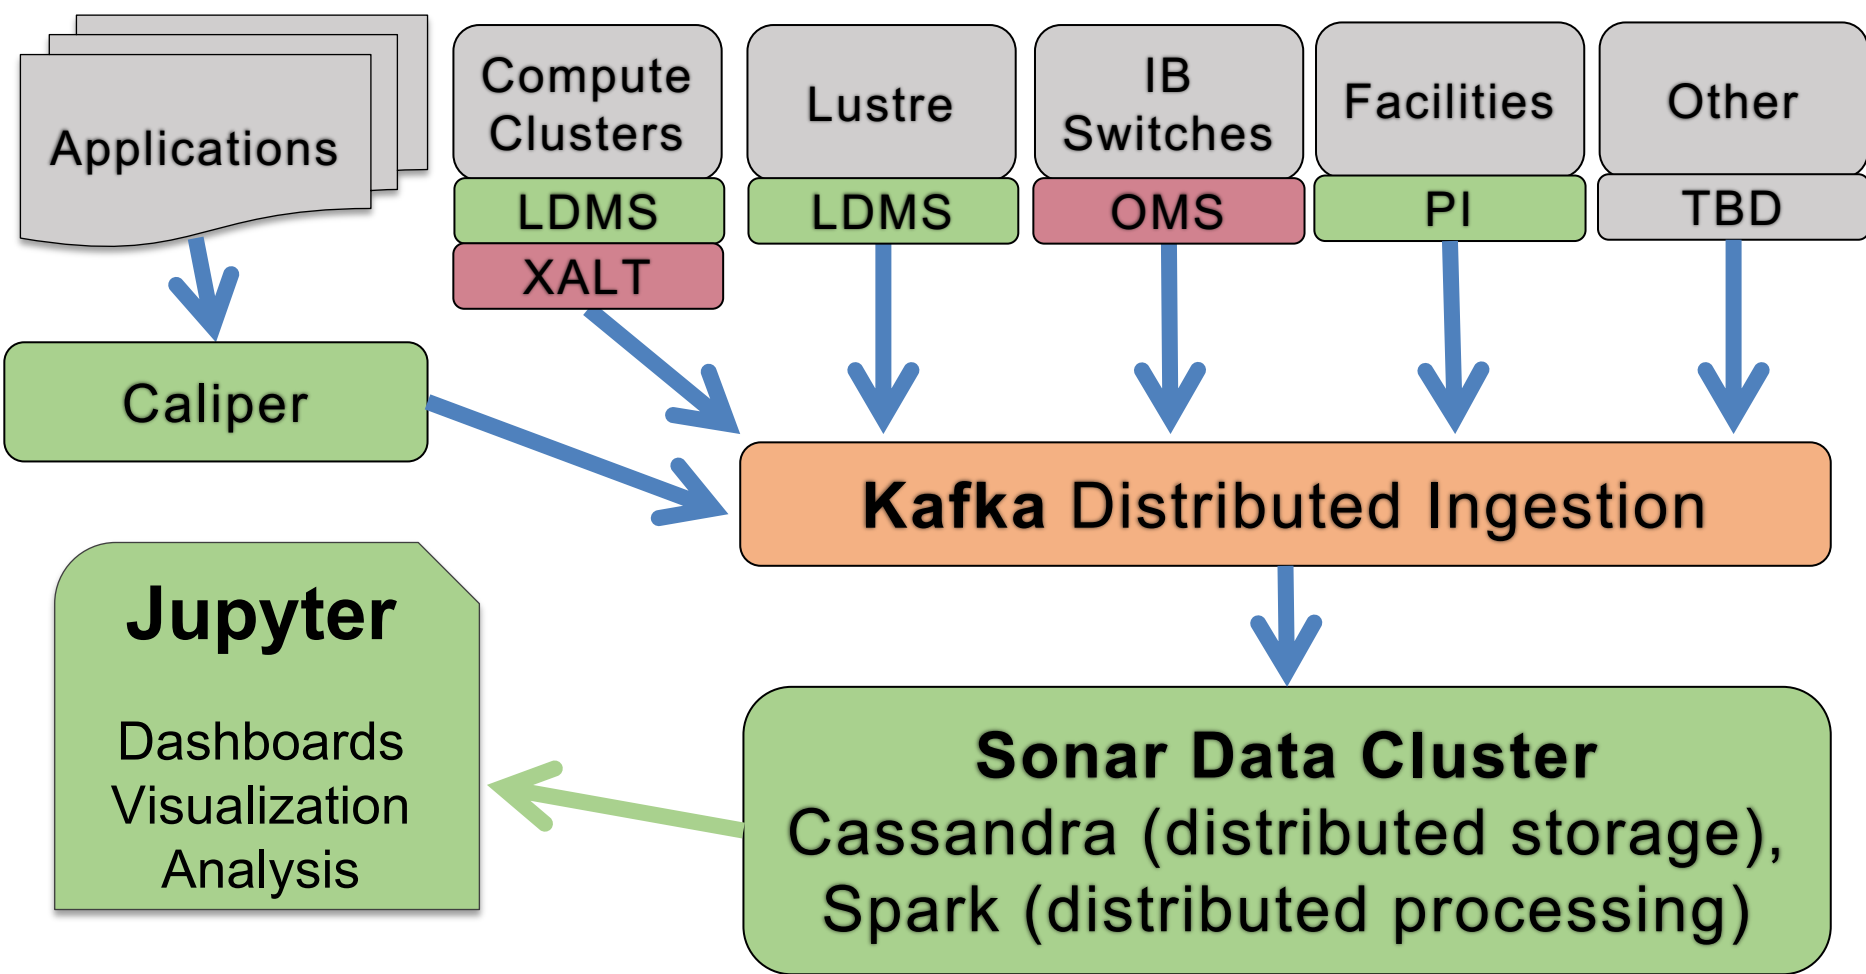 Applications
Compute
Clusters
LDMS
XALT
Lustre
LDMS
IB
Switches
OMS
Facilities
PI
Other
TBD
Caliper
Kafka Distributed Ingestion
Jupyter
Dashboards
Visualization
Analysis
Sonar Data Cluster
Cassandra (distributed storage),
Spark (distributed processing)